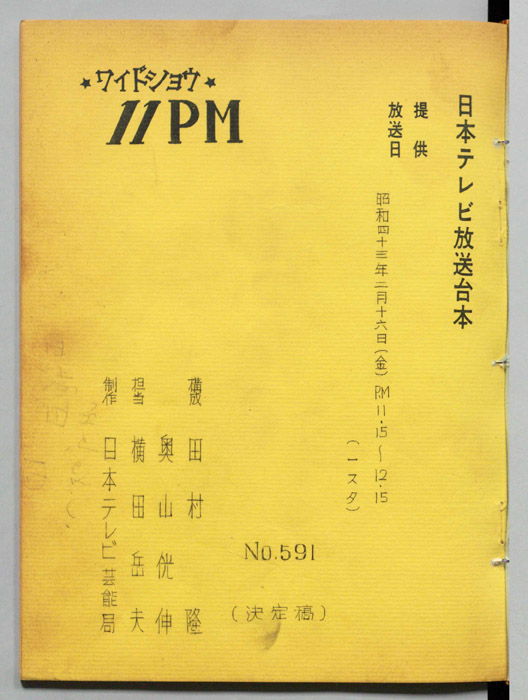 日本テレビ放送台本
提供
放送日
昭和四十三年二月十六日(金)PM11.15〜12.15
(一スタ)
★ワイドショウ★
11PM
No.591
(決定稿)
構成 田村隆
奥山侊伸
担当 横田岳夫
制作 日本テレビ芸能局